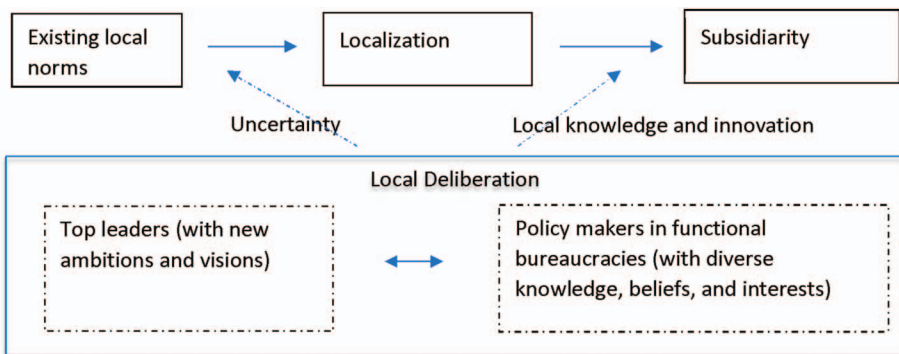 Existing local
norms
Localization
Subsidiarity
Uncertainty
Local knowledge and innovation
Local Deliberation
Top leaders (with new
ambitions and visions)
Policy makers in functional
bureaucracies (with diverse
knowledge, beliefs, and interests)